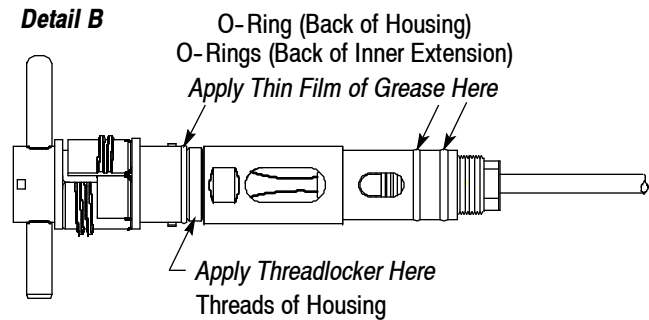 Detail B
O-Ring (Back of Housing)
O-Rings (Back of Inner Extension)
Apply Thin Film of Grease Here
Apply Threadlocker Here
Threads of Housing